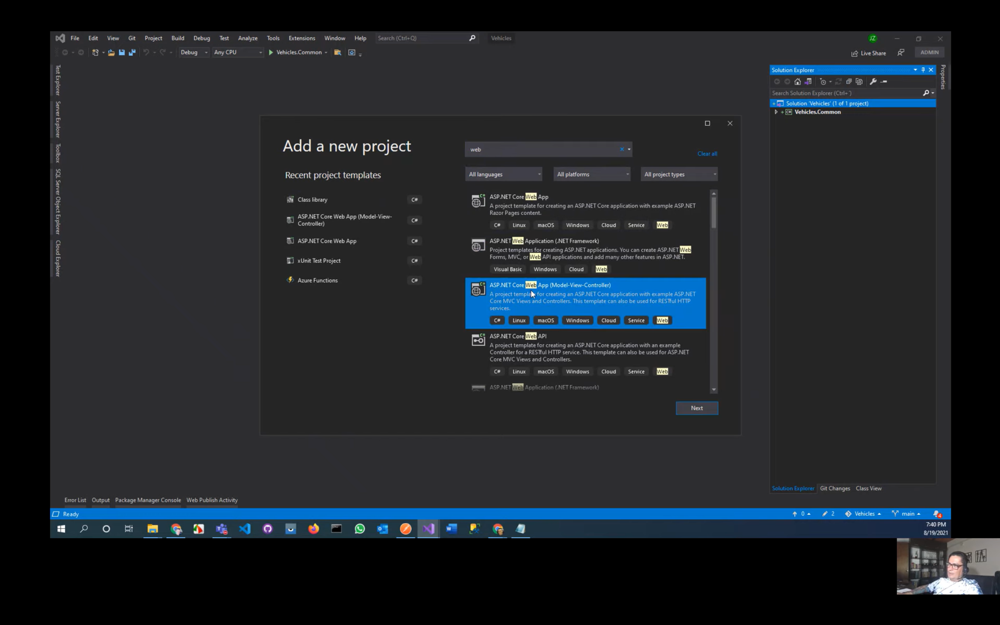 File Edit View Git Project Build Debug Test Analyze Tools Extensions Window Help Search (Ctrl+Q) Vehicles JZ
Debug Any CPU Vehicles.Common Live Share ADMIN
Test Explorer
Server Explorer
Toolbox
SQL Server Object Explorer
Cloud Explorer
Add a new project
Recent project templates
Class library C#
ASP.NET Core Web App (Model-View-
Controller) C#
ASP.NET Core Web App C#
xUnit Test Project C#
Azure Functions C#
web
Clear all
All languages All platforms All project types
ASP.NET Core Web App
A project template for creating an ASP.NET Core application with example ASP.NET
Razor Pages content.
C# Linux macOS Windows Cloud Service Web
ASP.NET Web Application (.NET Framework)
Project templates for creating ASP.NET applications. You can create ASP.NET Web
Forms, MVC, or Web API applications and add many other features in ASP.NET.
Visual Basic Windows Cloud Web
ASP.NET Core Web App (Model-View-Controller)
A project template for creating an ASP.NET Core application with example ASP.NET
Core MVC Views and Controllers. This template can also be used for RESTful HTTP
services.
C# Linux macOS Windows Cloud Service Web
ASP.NET Core Web API
A project template for creating an ASP.NET Core application with an example
Controller for a RESTful HTTP service. This template can also be used for ASP.NET
Core MVC Views and Controllers.
C# Linux macOS Windows Cloud Service Web
ASP.NET Web Application (.NET Framework)
Next
Solution Explorer
Search Solution Explorer (Ctrl+¨)
Solution 'Vehicles' (1 of 1 project)
C# Vehicles.Common
Properties
Solution Explorer Git Changes Class View
Error List Output Package Manager Console Web Publish Activity
Ready 0 2 Vehicles main 4
7:40 PM
8/19/2021